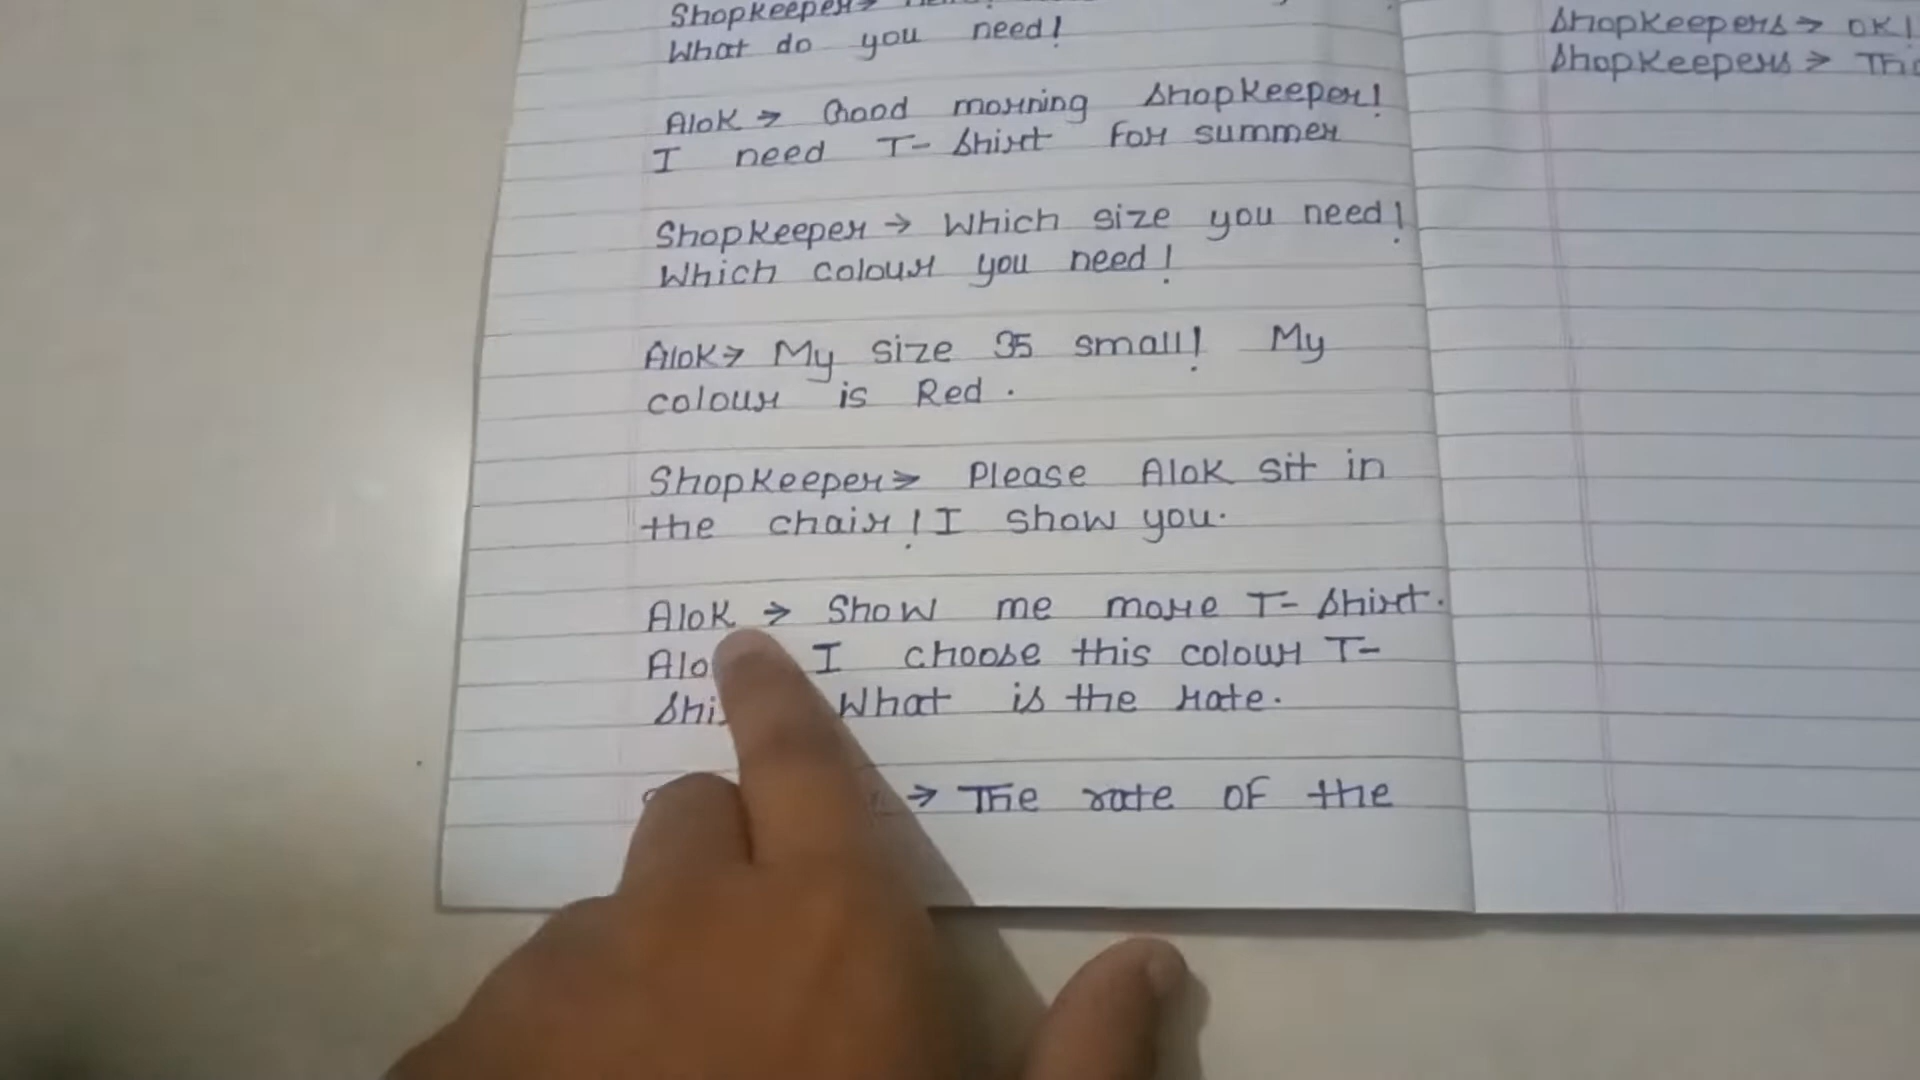 Shopkeeper→
What do you need!
Alok → Good morning shopkeeper!
I need T- Shirt For summer
Shopkeeper → Which size you need!
Which colour you need!
Alok→ My size 35 small! My
colour is Red.
Shopkeeper→ Please Alok sit in
the chair! I show you.
Alok → Show me more T- Shirt.
I choose this colour T-
What is the rate.
→ The rate of the
Shopkeepers→ OK!
Shopkeepers→